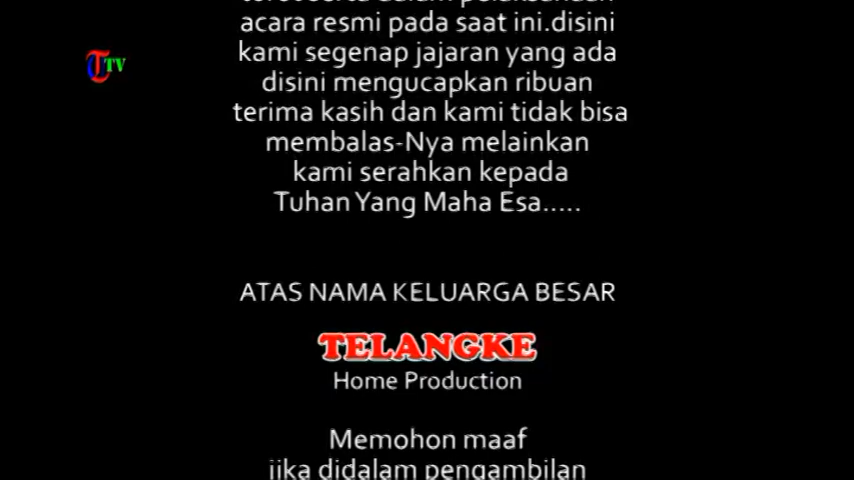 acara resmi pada saat ini.disini
TTV
kami segenap jajaran yang ada
disini mengucapkan ribuan
terima kasih dan kami tidak bisa
membalas-Nya melainkan
kami serahkan kepada
Tuhan Yang Maha Esa.....
ATAS NAMA KELUARGA BESAR
TELANGKE
Home Production
Memohon maaf
jika didalam pengambilan